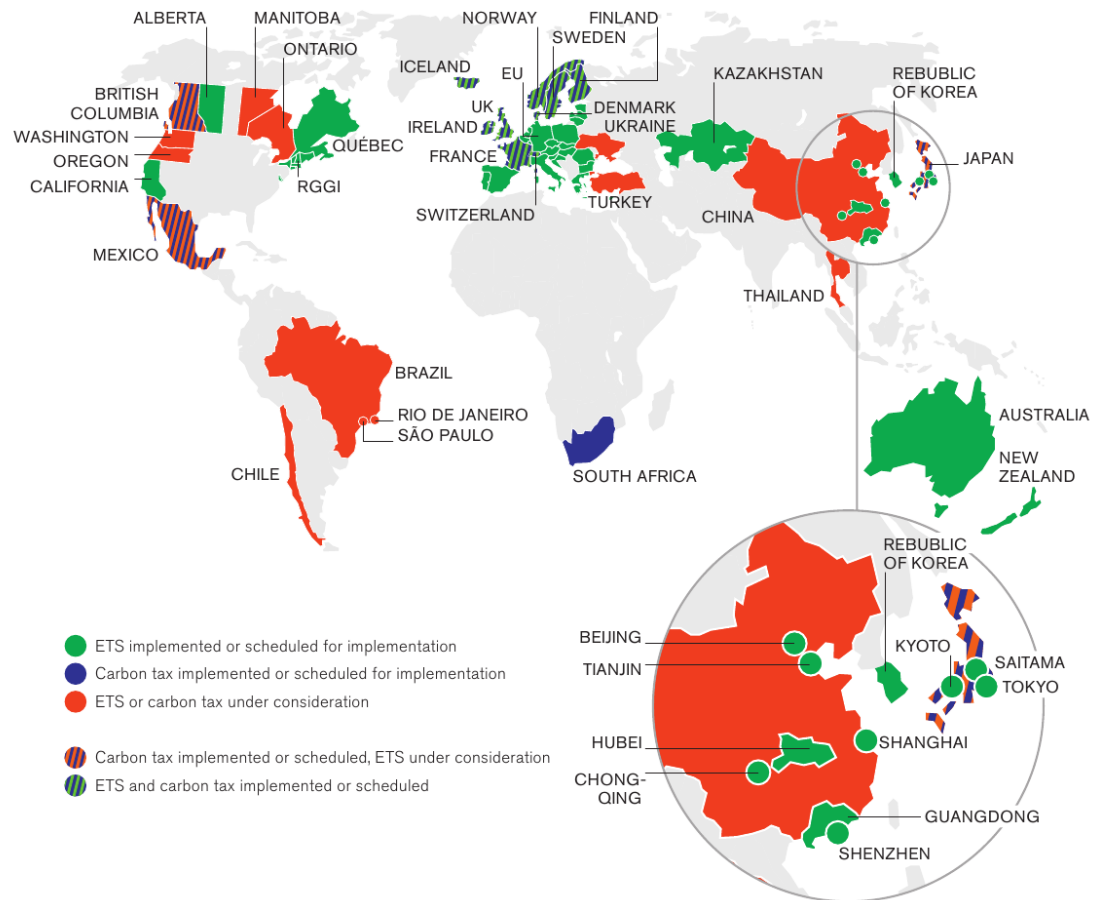 ALBERTA
MANITOBA
ONTARIO
BRITISH
COLUMBIA
WASHINGTON
OREGON
CALIFORNIA
QUÉBEC
RGGI
MEXICO
NORWAY
FINLAND
SWEDEN
ICELAND
EU
UK
IRELAND
FRANCE
DENMARK
UKRAINE
SWITZERLAND
TURKEY
KAZAKHSTAN
REBUBLIC
OF KOREA
JAPAN
CHINA
THAILAND
BRAZIL
RIO DE JANEIRO
SÃO PAULO
CHILE
SOUTH AFRICA
AUSTRALIA
NEW
ZEALAND
REBUBLIC
OF KOREA
BEIJING
TIANJIN
KYOTO
SAITAMA
TOKYO
HUBEI
SHANGHAI
CHONG-
QING
GUANGDONG
SHENZHEN
ETS implemented or scheduled for implementation
Carbon tax implemented or scheduled for implementation
ETS or carbon tax under consideration
Carbon tax implemented or scheduled, ETS under consideration
ETS and carbon tax implemented or scheduled